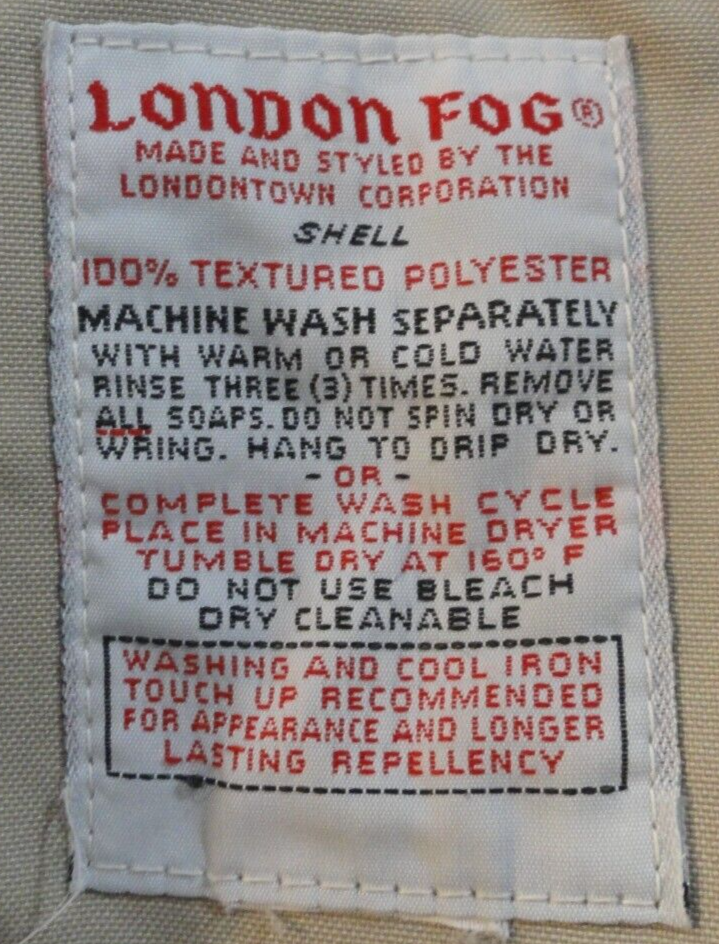 LONDON FOG®
MADE AND STYLED BY THE
LONDONTOWN CORPORATION
SHELL
100% TEXTURED POLYESTER
MACHINE WASH SEPARATELY
WITH WARM OR COLD WATER
RINSE THREE (3) TIMES. REMOVE
ALL SOAPS. DO NOT SPIN DRY OR
WRING. HANG TO DRIP DRY.
- OR -
COMPLETE WASH CYCLE
PLACE IN MACHINE DRYER
TUMBLE DRY AT 160° F
DO NOT USE BLEACH
DRY CLEANABLE
WASHING AND COOL IRON
TOUCH UP RECOMMENDED
FOR APPEARANCE AND LONGER
LASTING REPELLENCY